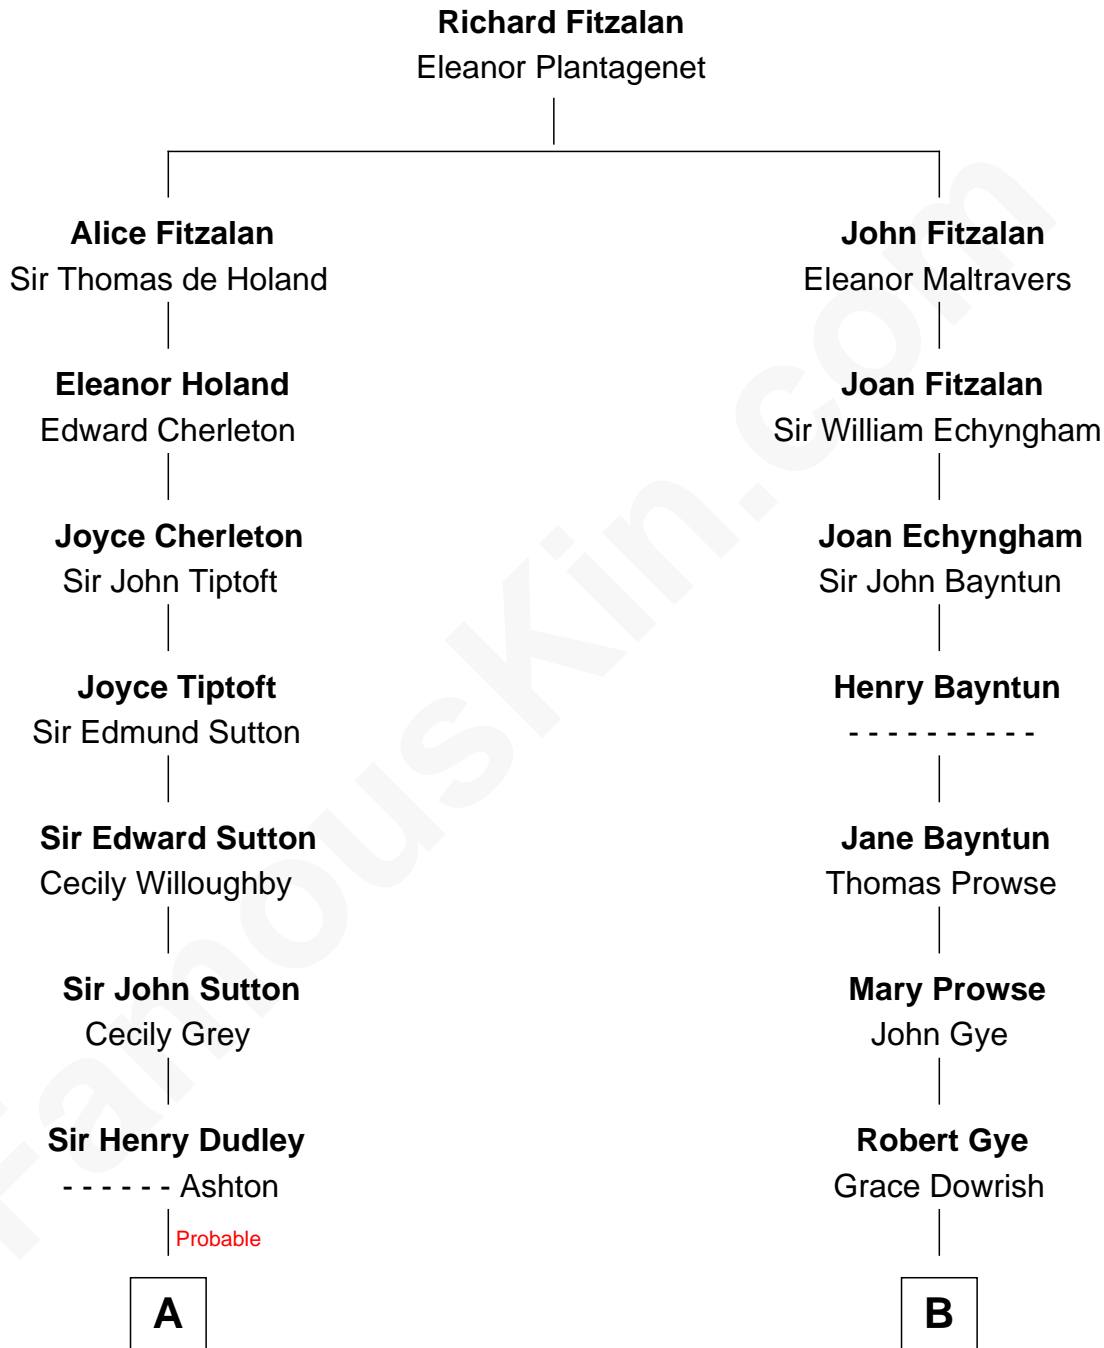 Richard Fitzalan
Eleanor Plantagenet
Alice Fitzalan
Sir Thomas de Holand
Eleanor Holand
Edward Cherleton
Joyce Cherleton
Sir John Tiptoft
Joyce Tiptoft
Sir Edmund Sutton
Sir Edward Sutton
Cecily Willoughby
Sir John Sutton
Cecily Grey
Sir Henry Dudley
- - - - - - Ashton
Probable
A
John Fitzalan
Eleanor Maltravers
Joan Fitzalan
Sir William Echyngham
Joan Echyngham
Sir John Bayntun
Henry Bayntun
- - - - - - - - - -
Jane Bayntun
Thomas Prowse
Mary Prowse
John Gye
Robert Gye
Grace Dowrish
B
FamousKin.com